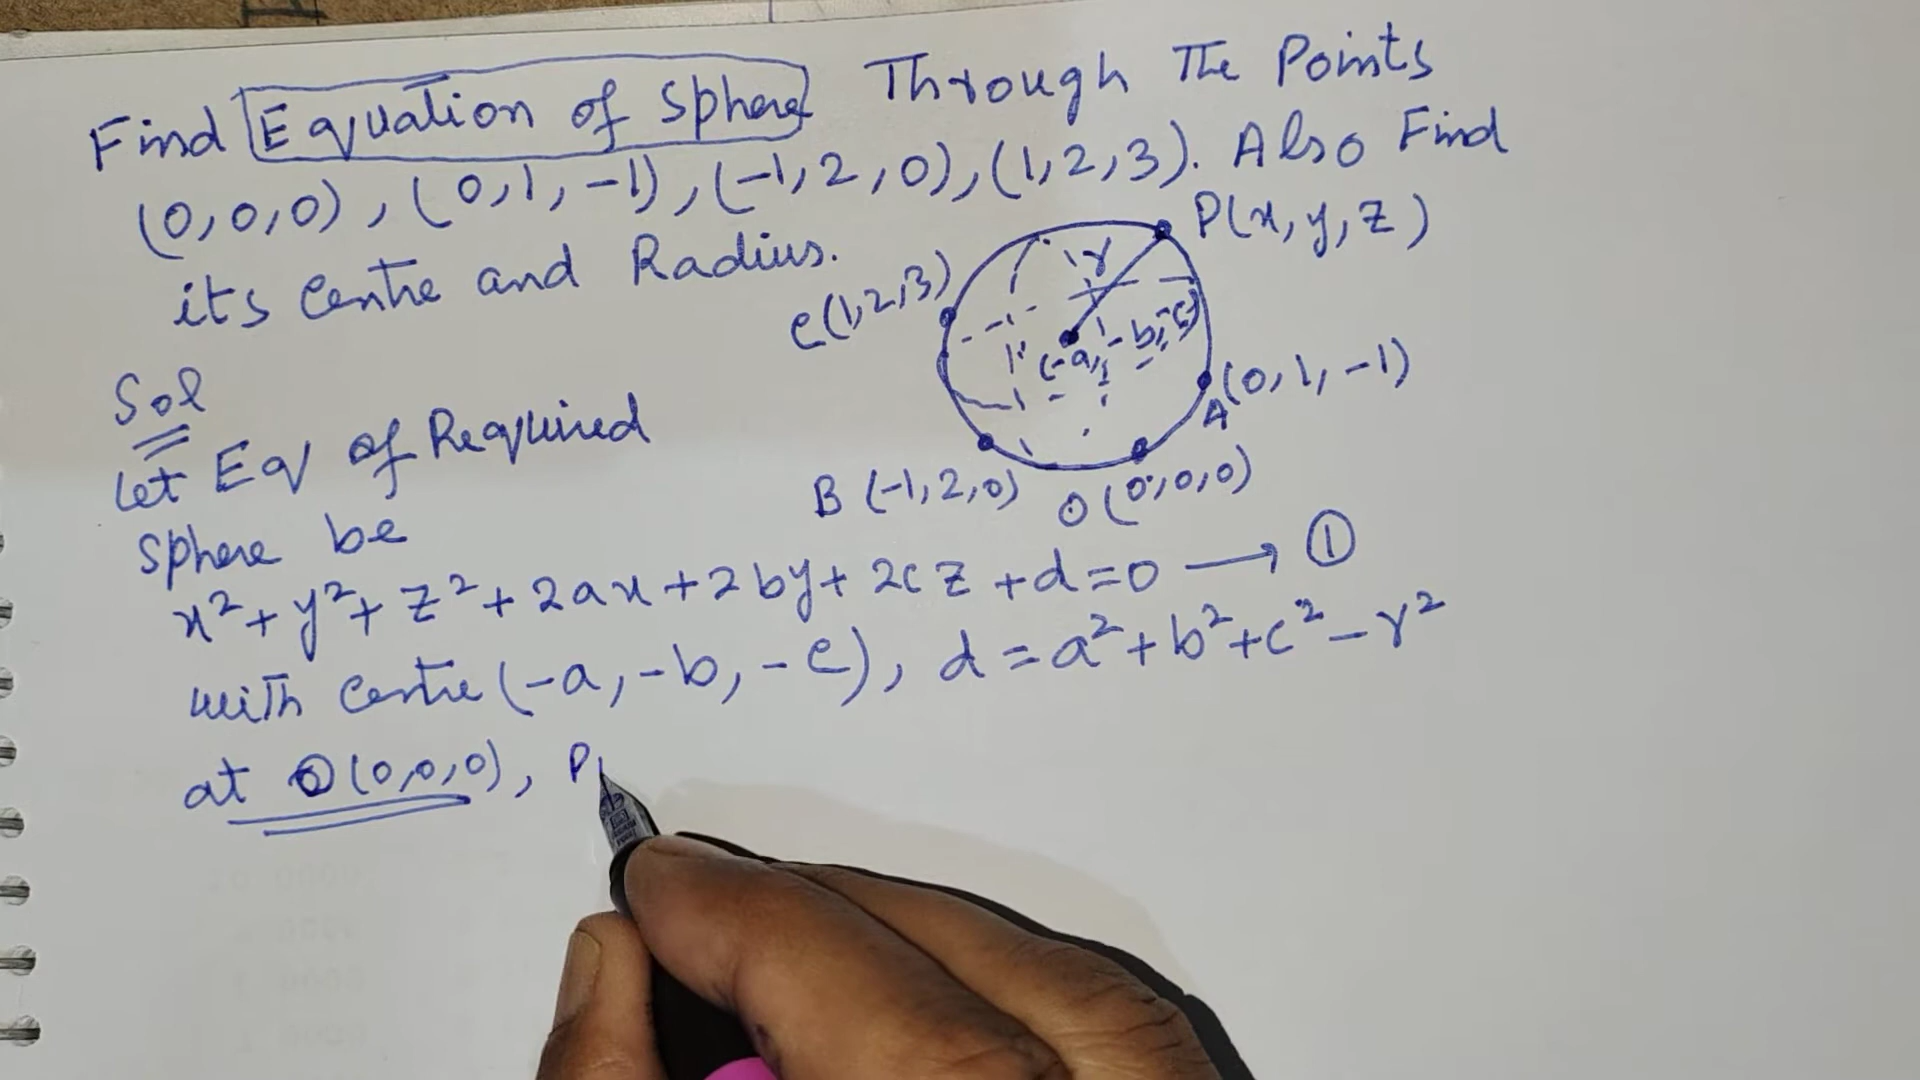 Find Equation of Sphere Through The Points
(0,0,0), (0,1,-1), (-1,2,0), (1,2,3). Also Find
its Centre and Radius.
P(x,y,z)
r
C(1,2,3)
(-a,-b,-c)
A(0,1,-1)
B(-1,2,0)
O(0,0,0)
Sol
Let Eq of Required
Sphere be
x²+y²+z²+2ax+2by+2cz+d=0 → ①
with Centre (-a,-b,-c), d=a²+b²+c²-r²
at O(0,0,0),